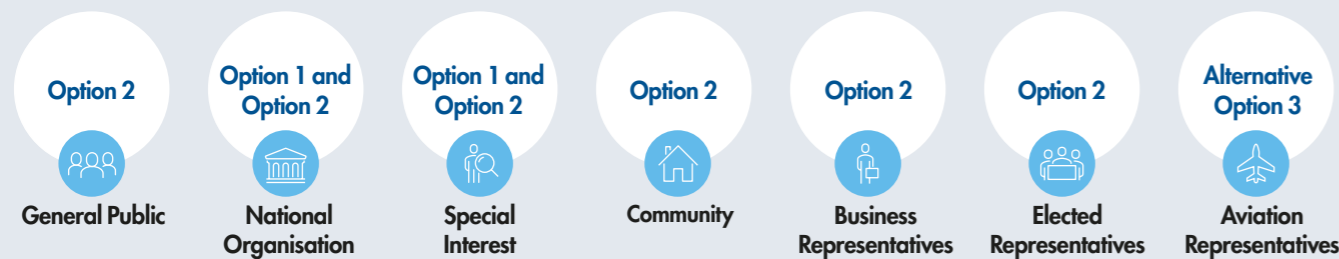 Option 2
General Public
Option 1 and
Option 2
National
Organisation
Option 1 and
Option 2
Special
Interest
Option 2
Community
Option 2
Business
Representatives
Option 2
Elected
Representatives
Alternative
Option 3
Aviation
Representatives